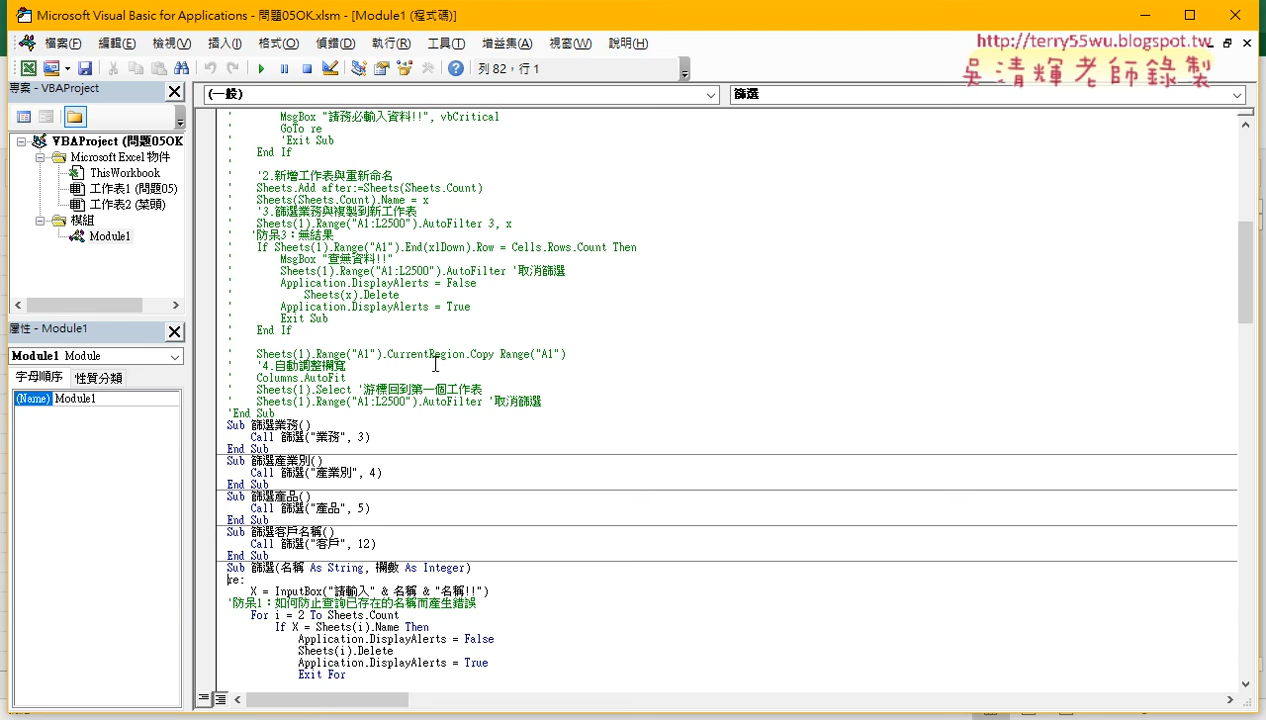 Microsoft Visual Basic for Applications - 問題05OK.xlsm - [Module1 (程式碼)]
http://terry55wu.blogspot.tw
吳清輝老師錄製
檔案(F) 編輯(E) 檢視(V) 插入(I) 格式(O) 偵錯(D) 執行(R) 工具(T) 增益集(A) 視窗(W) 說明(H)
列 82，行 1
專案 - VBAProject
(一般) 篩選
VBAProject (問題05OK
Microsoft Excel 物件
ThisWorkbook
工作表1 (問題05)
工作表2 (菜頭)
模組
Module1
屬性 - Module1
Module1 Module
字母順序 性質分類
(Name) Module1
' MsgBox "請務必輸入資料!!", vbCritical
' GoTo re
' 'Exit Sub
' End If
'
' '2.新增工作表與重新命名
' Sheets.Add after:=Sheets(Sheets.Count)
' Sheets(Sheets.Count).Name = x
' '3.篩選業務與複製到新工作表
' Sheets(1).Range("A1:L2500").AutoFilter 3, x
' '防呆3：無結果
' If Sheets(1).Range("A1").End(xlDown).Row = Cells.Rows.Count Then
' MsgBox "查無資料!!"
' Sheets(1).Range("A1:L2500").AutoFilter '取消篩選
' Application.DisplayAlerts = False
' Sheets(x).Delete
' Application.DisplayAlerts = True
' Exit Sub
' End If
'
' Sheets(1).Range("A1").CurrentRegion.Copy Range("A1")
' '4.自動調整欄寬
' Columns.AutoFit
' Sheets(1).Select '游標回到第一個工作表
' Sheets(1).Range("A1:L2500").AutoFilter '取消篩選
'End Sub
Sub 篩選業務()
Call 篩選("業務", 3)
End Sub
Sub 篩選產業別()
Call 篩選("產業別", 4)
End Sub
Sub 篩選產品()
Call 篩選("產品", 5)
End Sub
Sub 篩選客戶名稱()
Call 篩選("客戶", 12)
End Sub
Sub 篩選(名稱 As String, 欄數 As Integer)
re:
X = InputBox("請輸入" & 名稱 & "名稱!!")
'防呆1：如何防止查詢已存在的名稱而產生錯誤
For i = 2 To Sheets.Count
If X = Sheets(i).Name Then
Application.DisplayAlerts = False
Sheets(i).Delete
Application.DisplayAlerts = True
Exit For